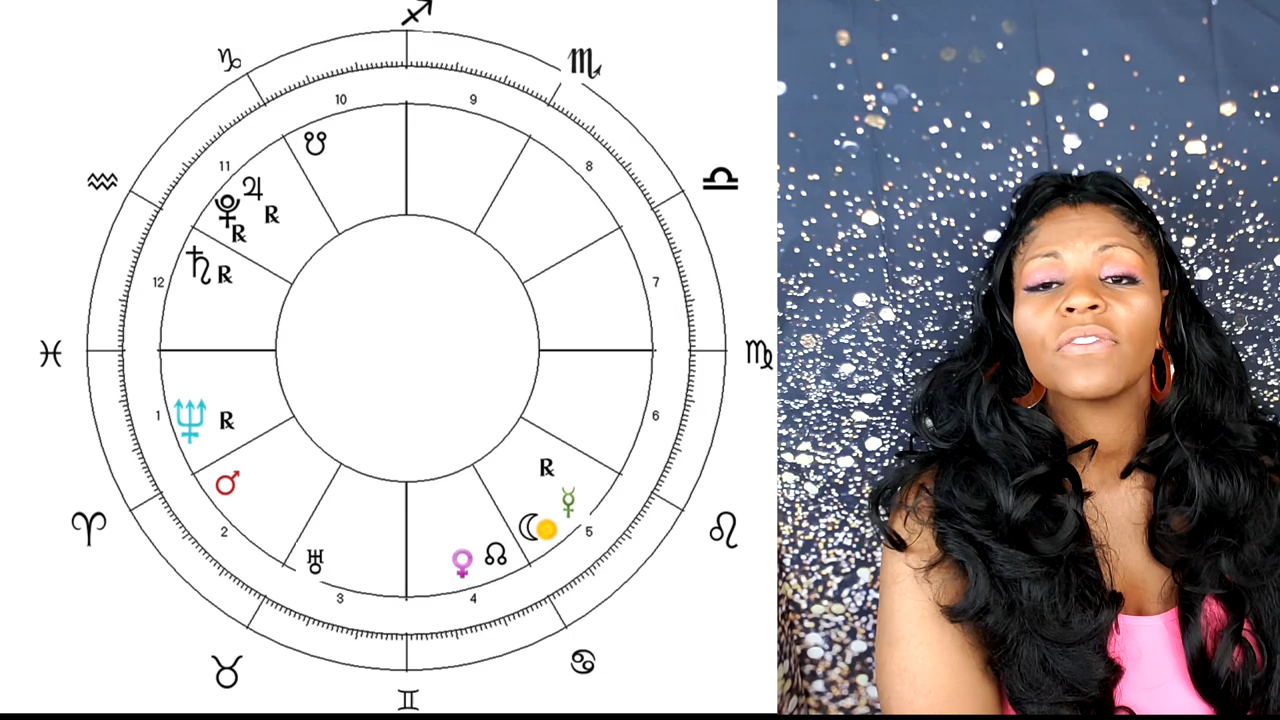 ♐
♑ ♏
10 9
☋
11 8
♒ ♃ ♎
♇ R
R
♄ R
12 7
♓ ♍
1 6
♆ R
R
♂ ☿
♈ 2 ☽ ☉ 5 ♌
♅ ♀ ☊
3 4
♉ ♋
♊